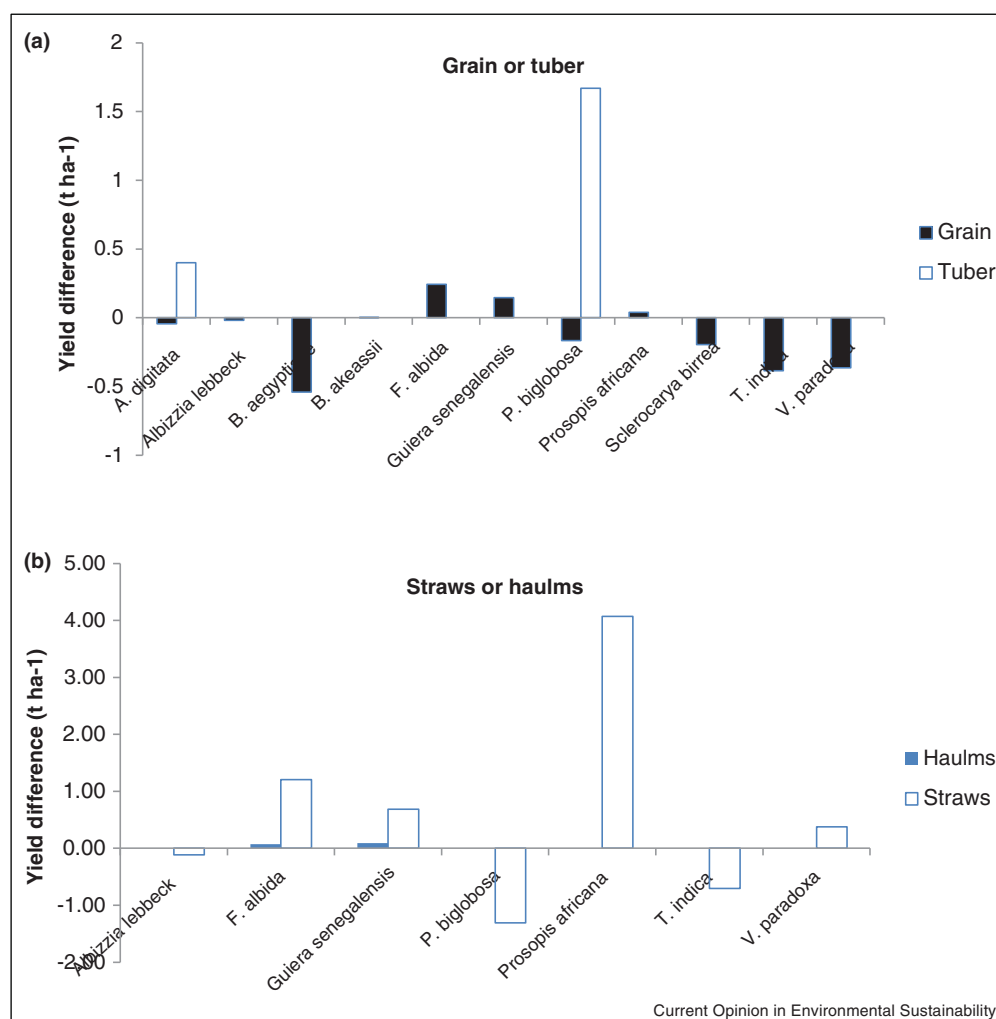 (a)
Grain or tuber
Yield difference (t ha-1)
2
1.5
1
0.5
0
-0.5
-1
A. digitata
Albizzia lebbeck
B. aegyptiaca
B. akeassii
F. albida
Guiera senegalensis
P. biglobosa
Prosopis africana
Sclerocarya birrea
T. indica
V. paradoxa
Grain
Tuber
(b)
Straws or haulms
Yield difference (t ha-1)
5.00
4.00
3.00
2.00
1.00
0.00
-1.00
-2.00
Albizzia lebbeck
F. albida
Guiera senegalensis
P. biglobosa
Prosopis africana
T. indica
V. paradoxa
Haulms
Straws
Current Opinion in Environmental Sustainability